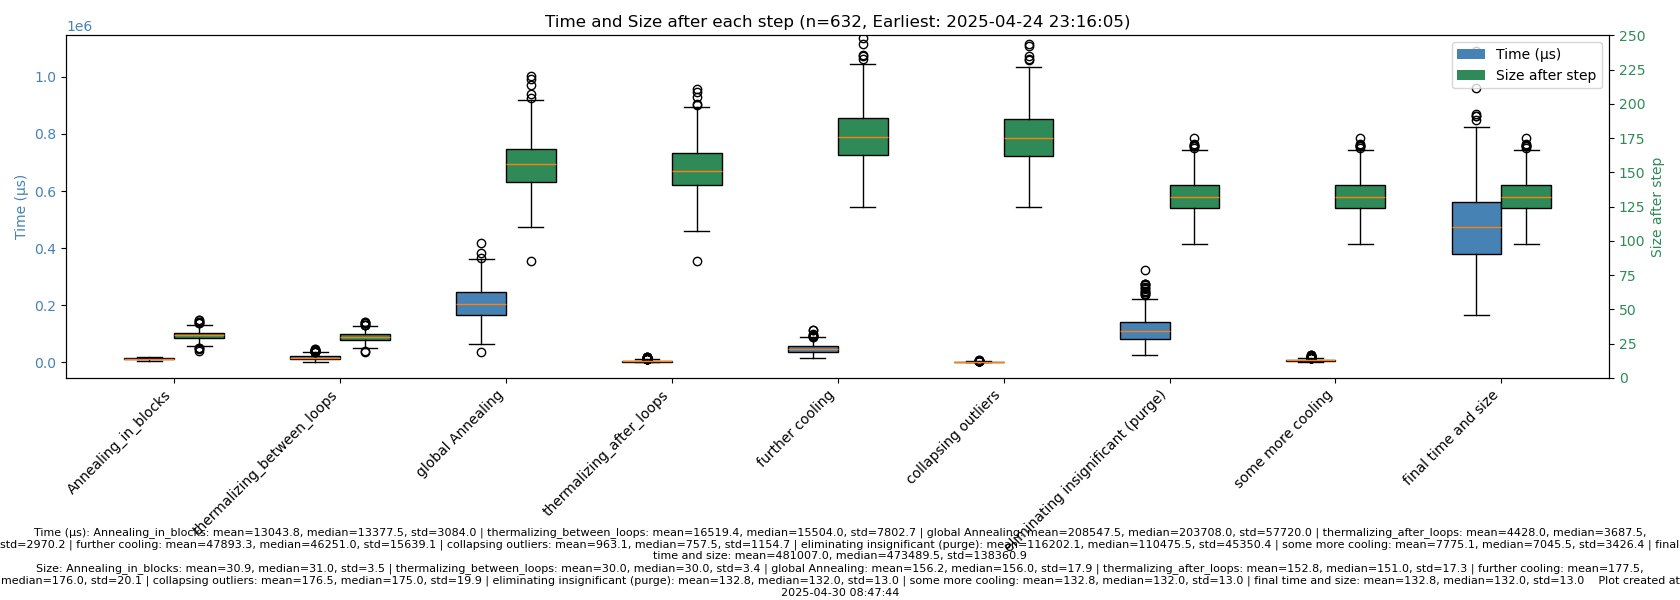 Time and Size after each step (n=632, Earliest: 2025-04-24 23:16:05)
1e6
Time (µs)
Size after step
1.0
0.8
0.6
0.4
0.2
0.0
Time (µs)
250
225
200
175
150
125
100
75
50
25
0
Size after step
Annealing_in_blocks
thermalizing_between_loops
global Annealing
thermalizing_after_loops
further cooling
collapsing outliers
eliminating insignificant (purge)
some more cooling
final time and size
Time (µs): Annealing_in_blocks: mean=13043.8, median=13377.5, std=3084.0 | thermalizing_between_loops: mean=16519.4, median=15504.0, std=7802.7 | global Annealing: mean=208547.5, median=203708.0, std=57720.0 | thermalizing_after_loops: mean=4428.0, median=3687.5,
std=2970.2 | further cooling: mean=47893.3, median=46251.0, std=15639.1 | collapsing outliers: mean=963.1, median=757.5, std=1154.7 | eliminating insignificant (purge): mean=116202.1, median=110475.5, std=45350.4 | some more cooling: mean=7775.1, median=7045.5, std=3426.4 | final
time and size: mean=481007.0, median=473489.5, std=138360.9
Size: Annealing_in_blocks: mean=30.9, median=31.0, std=3.5 | thermalizing_between_loops: mean=30.0, median=30.0, std=3.4 | global Annealing: mean=156.2, median=156.0, std=17.9 | thermalizing_after_loops: mean=152.8, median=151.0, std=17.3 | further cooling: mean=177.5,
median=176.0, std=20.1 | collapsing outliers: mean=176.5, median=175.0, std=19.9 | eliminating insignificant (purge): mean=132.8, median=132.0, std=13.0 | some more cooling: mean=132.8, median=132.0, std=13.0 | final time and size: mean=132.8, median=132.0, std=13.0 Plot created at
2025-04-30 08:47:44